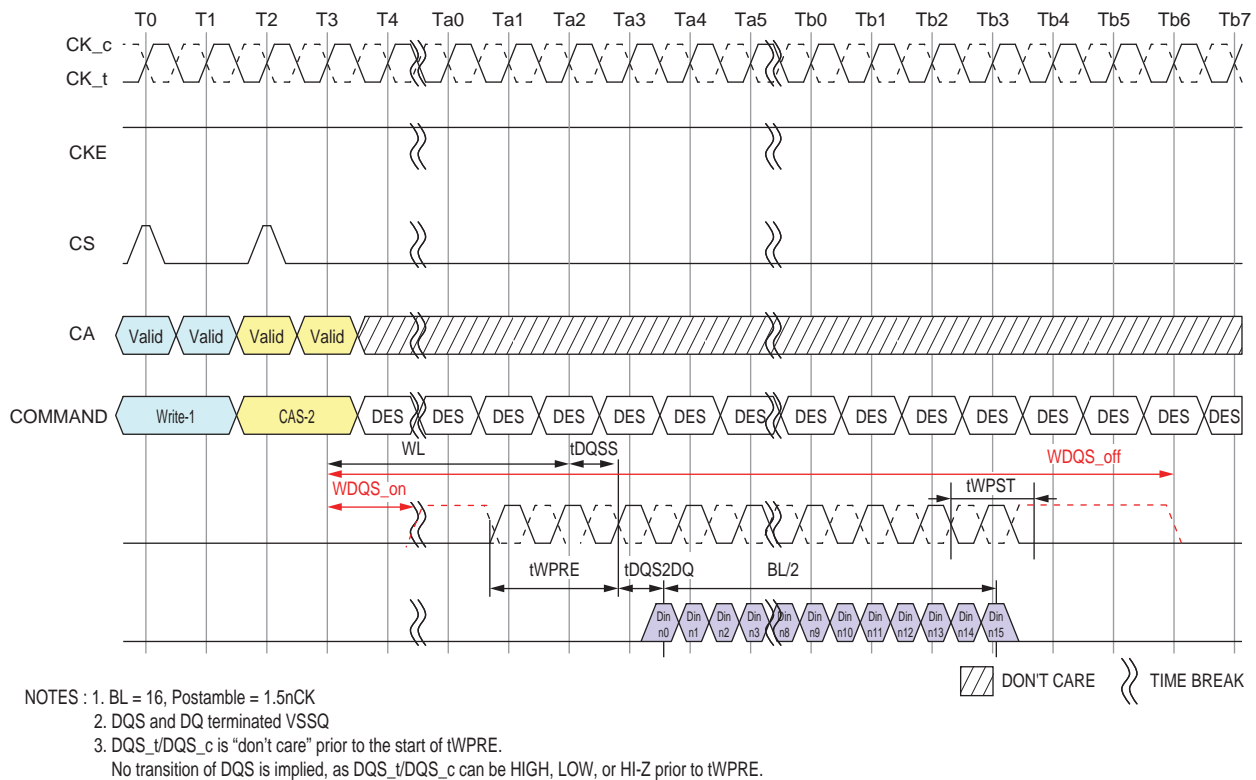 T0 T1 T2 T3 T4 Ta0 Ta1 Ta2 Ta3 Ta4 Ta5 Tb0 Tb1 Tb2 Tb3 Tb4 Tb5 Tb6 Tb7
CK_c
CK_t
CKE
CS
CA Valid Valid Valid Valid
COMMAND Write-1 CAS-2 DES DES DES DES DES DES DES DES DES DES DES DES DES DES DES
WL tDQSS
WDQS_off
WDQS_on tWPST
tWPRE tDQS2DQ BL/2
Din n0 Din n1 Din n2 Din n3 Din n8 Din n9 Din n10 Din n11 Din n12 Din n13 Din n14 Din n15
DON'T CARE TIME BREAK
NOTES : 1. BL = 16, Postamble = 1.5nCK
2. DQS and DQ terminated VSSQ
3. DQS_t/DQS_c is “don’t care” prior to the start of tWPRE.
No transition of DQS is implied, as DQS_t/DQS_c can be HIGH, LOW, or HI-Z prior to tWPRE.